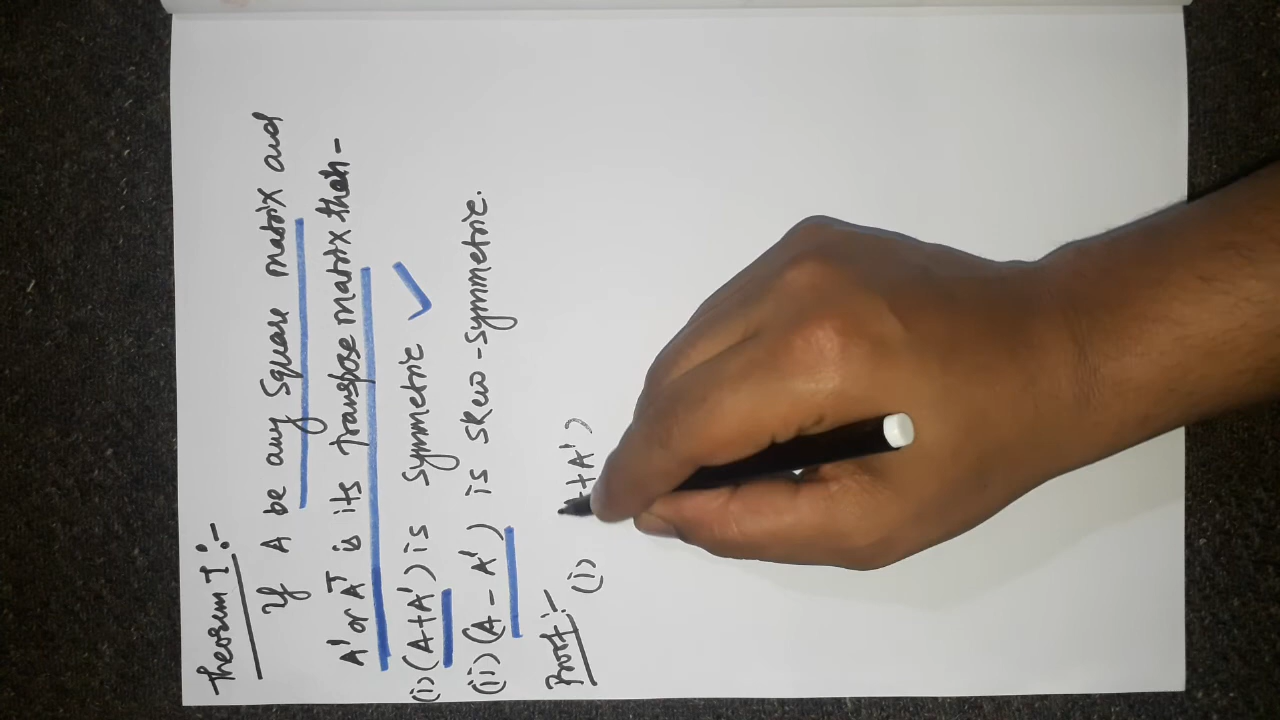 Theorem I :-
If A be any square matrix and
A' or Aᵀ is its transpose matrix then -
(i) (A+A') is symmetric ✓
(ii) (A - A') is skew-symmetric.
Proof :-
(i) +A')